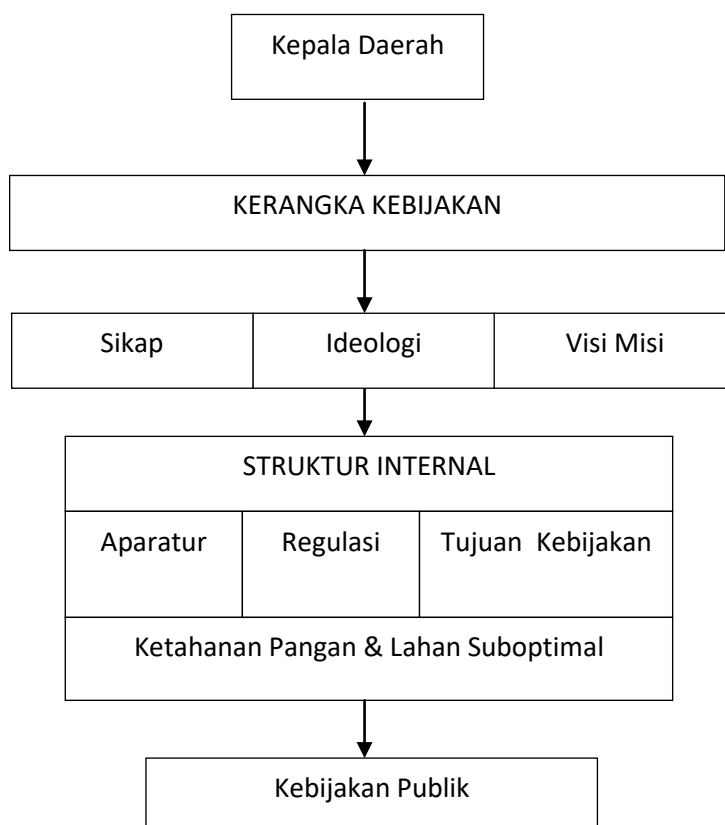 Kepala Daerah
KERANGKA KEBIJAKAN
Sikap Ideologi Visi Misi
STRUKTUR INTERNAL
Aparatur Regulasi Tujuan Kebijakan
Ketahanan Pangan & Lahan Suboptimal
Kebijakan Publik